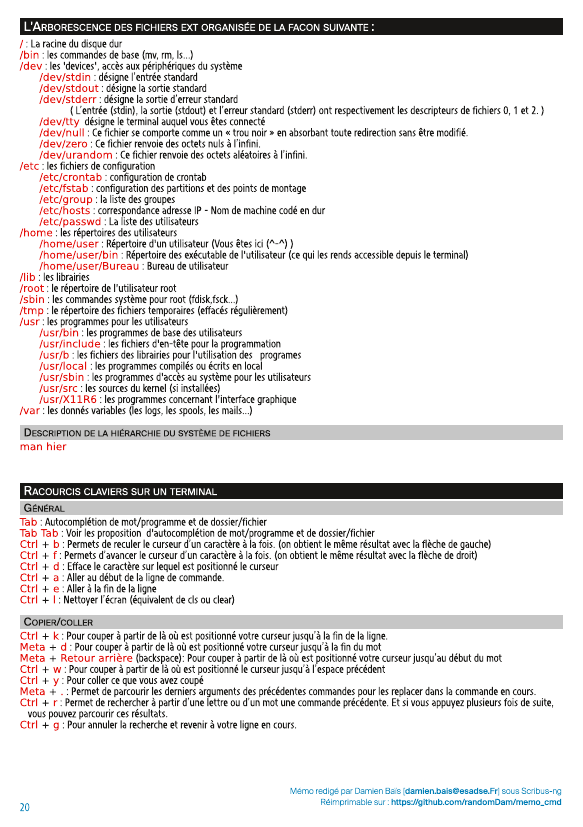 L'Arborescence des fichiers ext organisée de la facon suivante :
/ : La racine du disque dur
/bin : les commandes de base (mv, rm, ls...)
/dev : les 'devices', accès aux périphériques du système
/dev/stdin : désigne l'entrée standard
/dev/stdout : désigne la sortie standard
/dev/stderr : désigne la sortie d'erreur standard
( L'entrée (stdin), la sortie (stdout) et l'erreur standard (stderr) ont respectivement les descripteurs de fichiers 0, 1 et 2. )
/dev/tty désigne le terminal auquel vous êtes connecté
/dev/null : Ce fichier se comporte comme un « trou noir » en absorbant toute redirection sans être modifié.
/dev/zero : Ce fichier renvoie des octets nuls à l'infini.
/dev/urandom : Ce fichier renvoie des octets aléatoires à l'infini.
/etc : les fichiers de configuration
/etc/crontab : configuration de crontab
/etc/fstab : configuration des partitions et des points de montage
/etc/group : la liste des groupes
/etc/hosts : correspondance adresse IP - Nom de machine codé en dur
/etc/passwd : La liste des utilisateurs
/home : les répertoires des utilisateurs
/home/user : Répertoire d'un utilisateur (Vous êtes ici (^-^) )
/home/user/bin : Répertoire des exécutable de l'utilisateur (ce qui les rends accessible depuis le terminal)
/home/user/Bureau : Bureau de utilisateur
/lib : les librairies
/root : le répertoire de l'utilisateur root
/sbin : les commandes système pour root (fdisk,fsck...)
/tmp : le répertoire des fichiers temporaires (effacés régulièrement)
/usr : les programmes pour les utilisateurs
/usr/bin : les programmes de base des utilisateurs
/usr/include : les fichiers d'en-tête pour la programmation
/usr/b : les fichiers des librairies pour l'utilisation des programes
/usr/local : les programmes compilés ou écrits en local
/usr/sbin : les programmes d'accès au système pour les utilisateurs
/usr/src : les sources du kernel (si installées)
/usr/X11R6 : les programmes concernant l'interface graphique
/var : les donnés variables (les logs, les spools, les mails...)
Description de la hiérarchie du système de fichiers
man hier
Racourcis claviers sur un terminal
Général
Tab : Autocomplétion de mot/programme et de dossier/fichier
Tab Tab : Voir les proposition d'autocomplétion de mot/programme et de dossier/fichier
Ctrl + b : Permets de reculer le curseur d'un caractère à la fois. (on obtient le même résultat avec la flèche de gauche)
Ctrl + f : Permets d'avancer le curseur d'un caractère à la fois. (on obtient le même résultat avec la flèche de droit)
Ctrl + d : Efface le caractère sur lequel est positionné le curseur
Ctrl + a : Aller au début de la ligne de commande.
Ctrl + e : Aller à la fin de la ligne
Ctrl + l : Nettoyer l'écran (équivalent de cls ou clear)
Copier/coller
Ctrl + k : Pour couper à partir de là où est positionné votre curseur jusqu'à la fin de la ligne.
Meta + d : Pour couper à partir de là où est positionné votre curseur jusqu'à la fin du mot
Meta + Retour arrière (backspace): Pour couper à partir de là où est positionné votre curseur jusqu'au début du mot
Ctrl + w : Pour couper à partir de là où est positionné le curseur jusqu'à l'espace précédent
Ctrl + y : Pour coller ce que vous avez coupé
Meta + . : Permet de parcourir les derniers arguments des précédentes commandes pour les replacer dans la commande en cours.
Ctrl + r : Permet de rechercher à partir d'une lettre ou d'un mot une commande précédente. Et si vous appuyez plusieurs fois de suite,
vous pouvez parcourir ces résultats.
Ctrl + g : Pour annuler la recherche et revenir à votre ligne en cours.
Mémo redigé par Damien Baïs [damien.bais@esadse.Fr] sous Scribus-ng
Réimprimable sur : https://github.com/randomDam/memo_cmd
20